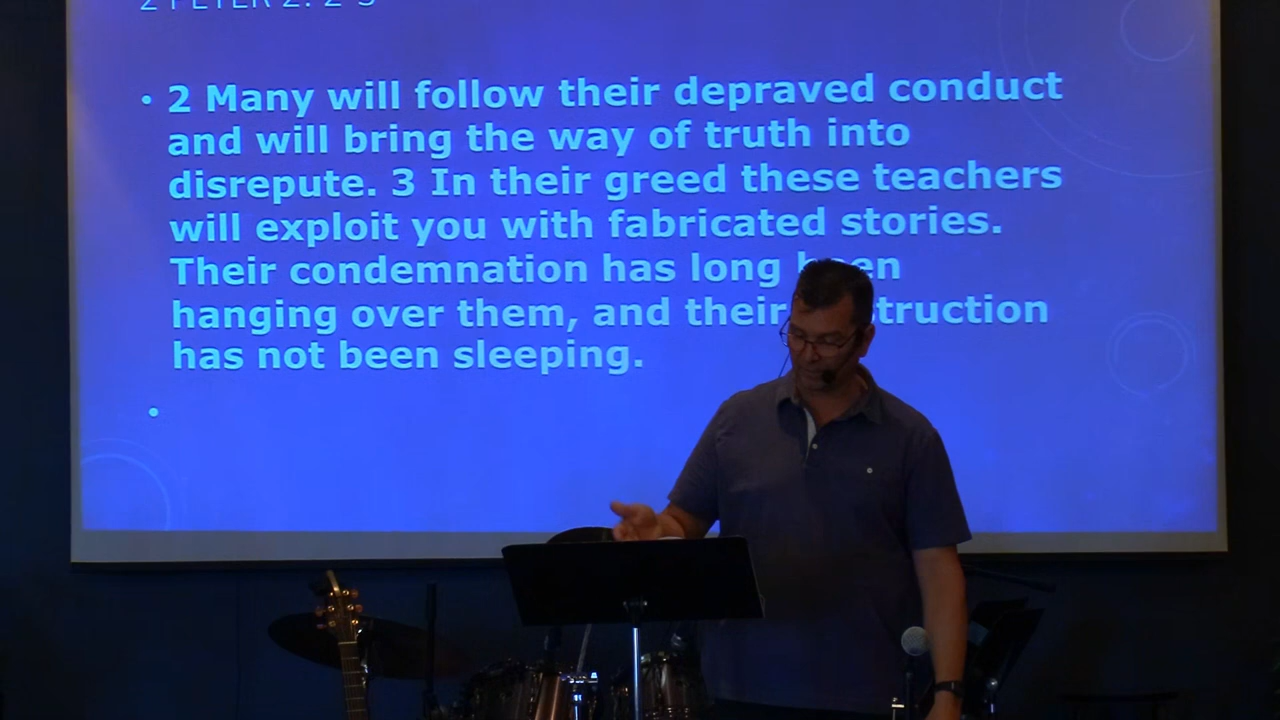 2 PETER 2: 2-3
• 2 Many will follow their depraved conduct
and will bring the way of truth into
disrepute. 3 In their greed these teachers
will exploit you with fabricated stories.
Their condemnation has long been
hanging over them, and their destruction
has not been sleeping.
•